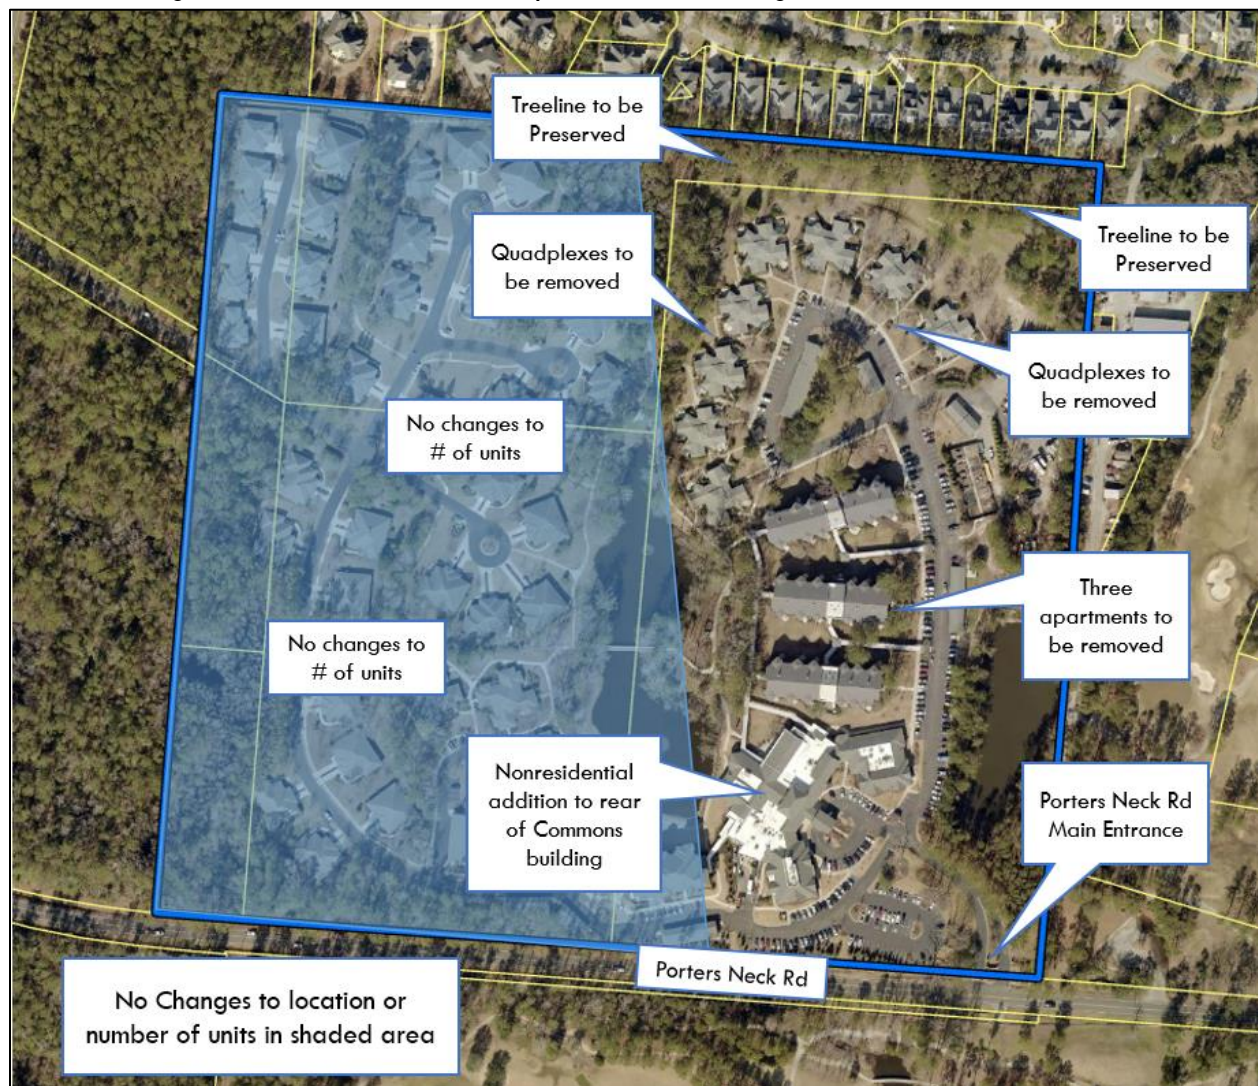 Treeline to be
Preserved
Treeline to be
Preserved
Quadplexes to
be removed
Quadplexes to
be removed
No changes to
# of units
Three
apartments to
be removed
No changes to
# of units
Nonresidential
addition to rear
of Commons
building
Porters Neck Rd
Main Entrance
Porters Neck Rd
No Changes to location or
number of units in shaded area